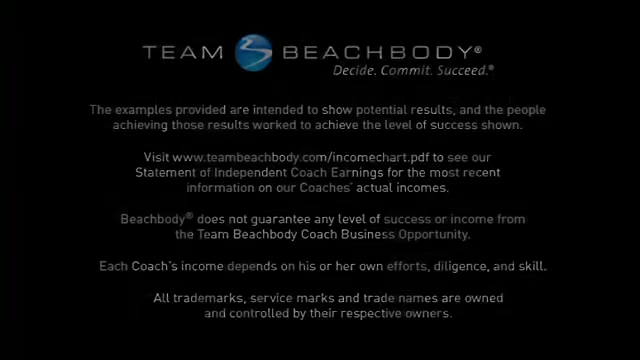 TEAM BEACHBODY®
Decide. Commit. Succeed.®
The examples provided are intended to show potential results, and the people
achieving those results worked to achieve the level of success shown.
Visit www.teambeachbody.com/incomechart.pdf to see our
Statement of Independent Coach Earnings for the most recent
information on our Coaches' actual incomes.
Beachbody® does not guarantee any level of success or income from
the Team Beachbody Coach Business Opportunity.
Each Coach's income depends on his or her own efforts, diligence, and skill.
All trademarks, service marks and trade names are owned
and controlled by their respective owners.